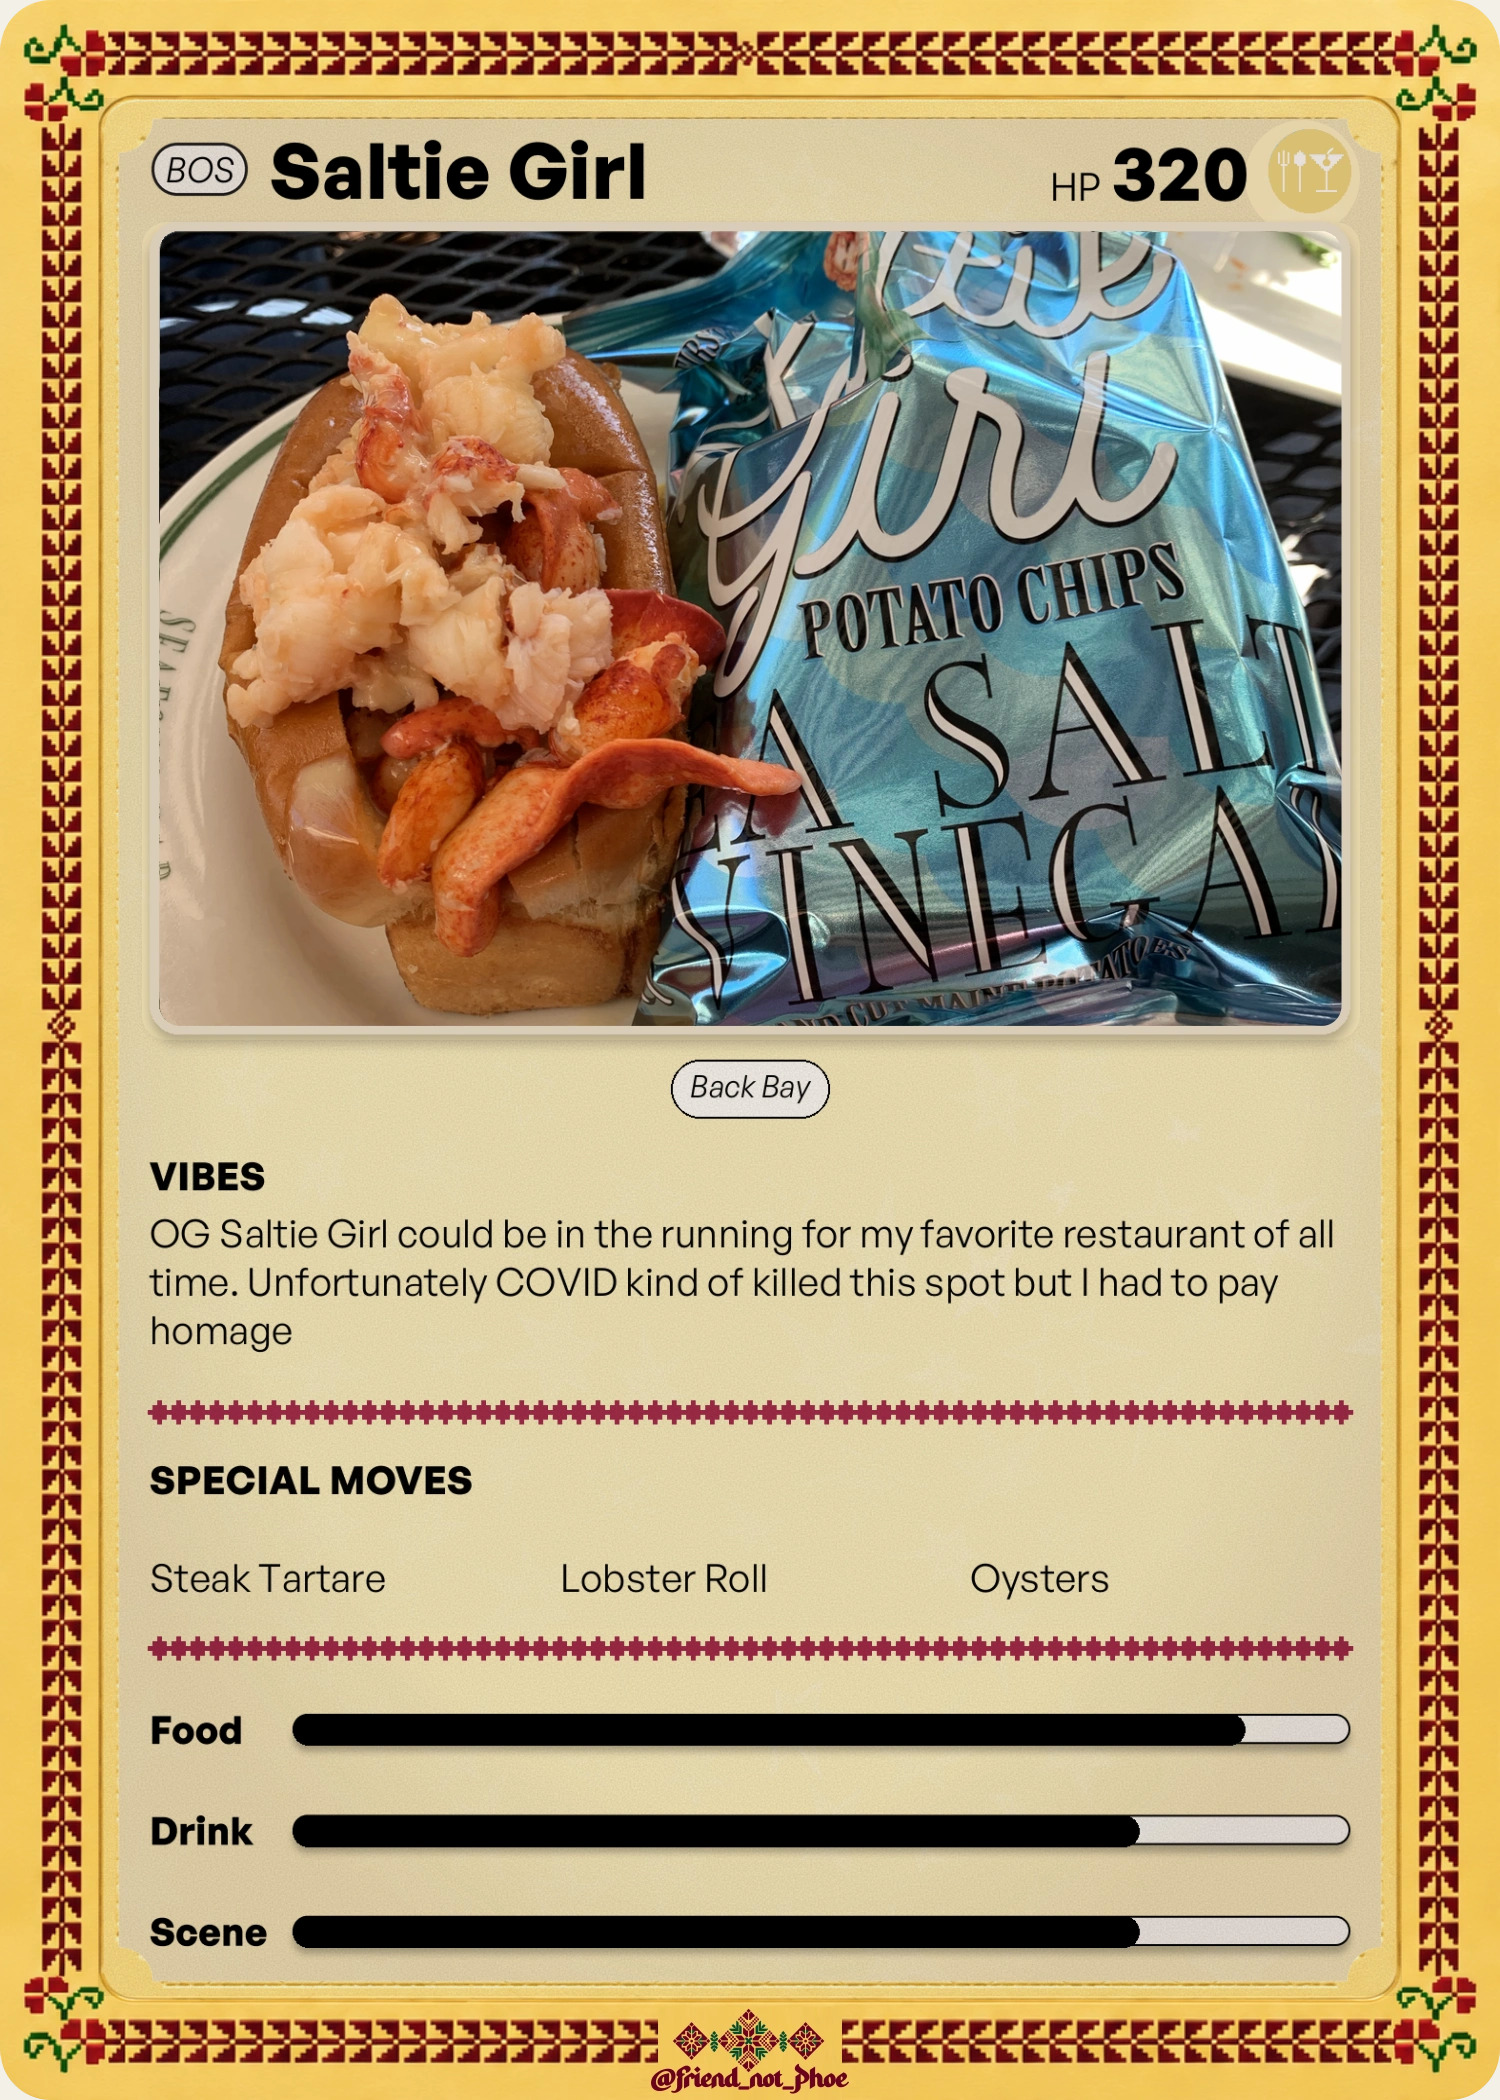 BOS Saltie Girl HP 320
Girl
POTATO CHIPS
SALT
VINEGAR
Back Bay
VIBES
OG Saltie Girl could be in the running for my favorite restaurant of all
time. Unfortunately COVID kind of killed this spot but I had to pay
homage
SPECIAL MOVES
Steak Tartare Lobster Roll Oysters
Food
Drink
Scene
@friend_not_Phoe